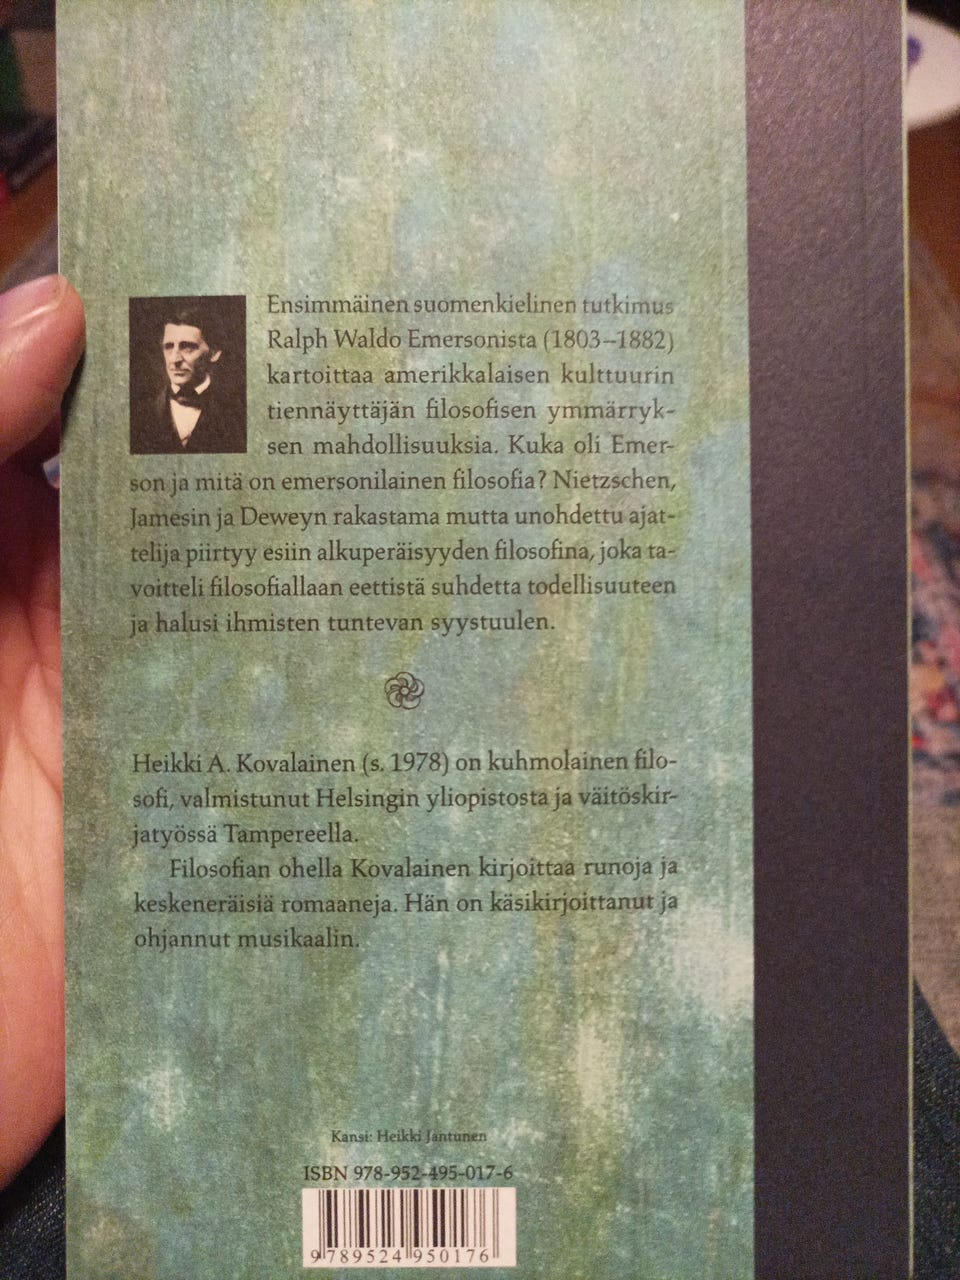 Ensimmäinen suomenkielinen tutkimus
Ralph Waldo Emersonista (1803–1882)
kartoittaa amerikkalaisen kulttuurin
tiennäyttäjän filosofisen ymmärryk-
sen mahdollisuuksia. Kuka oli Emer-
son ja mitä on emersonilainen filosofia? Nietzschen,
Jamesin ja Deweyn rakastama mutta unohdettu ajat-
telija piirtyy esiin alkuperäisyyden filosofina, joka ta-
voitteli filosofiallaan eettistä suhdetta todellisuuteen
ja halusi ihmisten tuntevan syystuulen.
Heikki A. Kovalainen (s. 1978) on kuhmolainen filo-
sofi, valmistunut Helsingin yliopistosta ja väitöskir-
jatyössä Tampereella.
Filosofian ohella Kovalainen kirjoittaa runoja ja
keskeneräisiä romaaneja. Hän on käsikirjoittanut ja
ohjannut musikaalin.
Kansi: Heikki Jantunen
ISBN 978-952-495-017-6
9 789524 950176